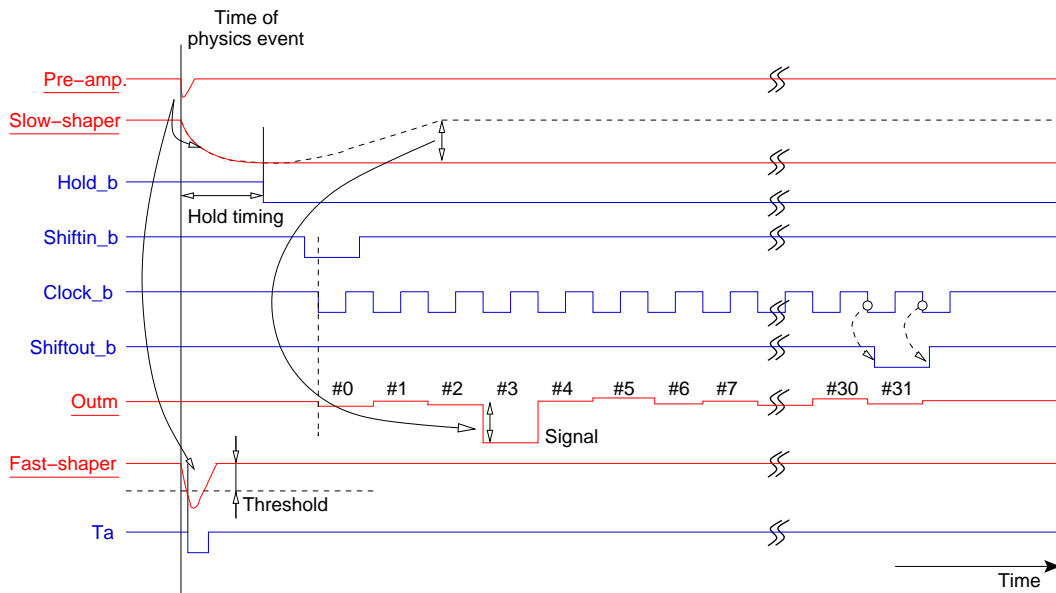 Time of
physics event
Pre−amp.
Slow−shaper
Hold_b
Hold timing
Shiftin_b
Clock_b
Shiftout_b
#0 #1 #2 #3 #4 #5 #6 #7 #30 #31
Outm
Signal
Fast−shaper
Threshold
Ta
Time